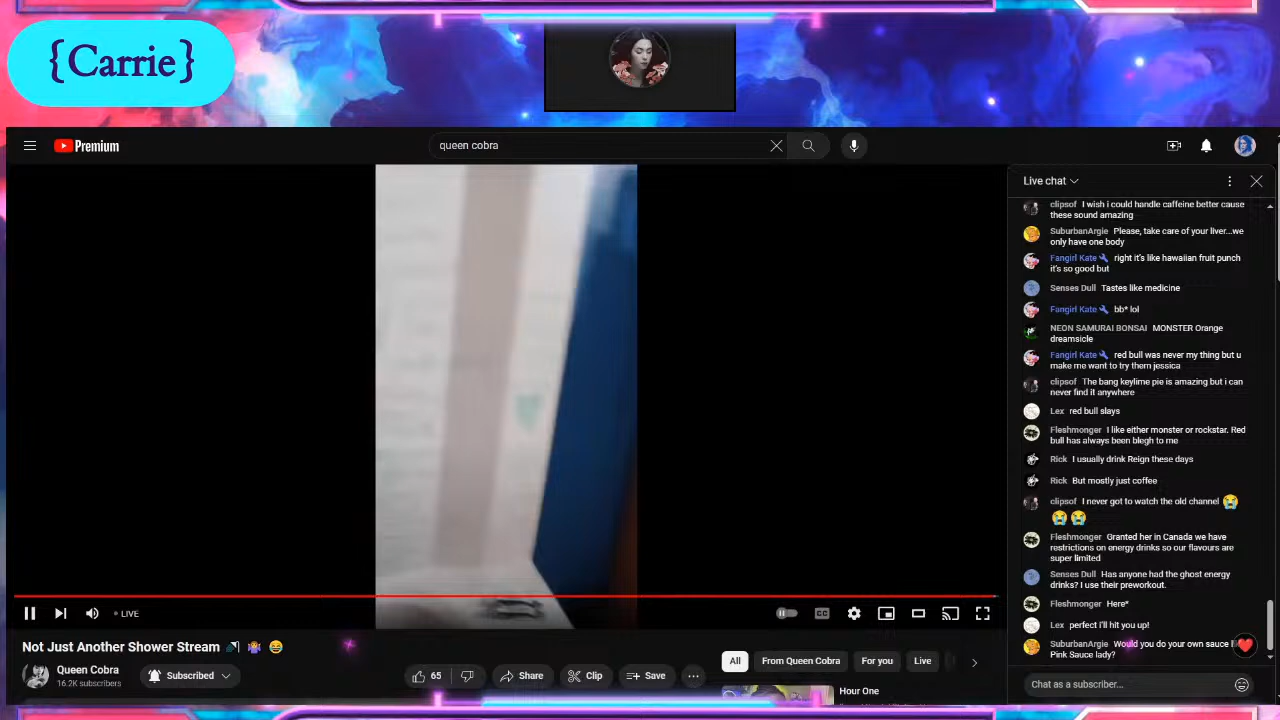 {Carrie}
Premium
queen cobra
Live chat
clipsof I wish i could handle caffeine better cause
these sound amazing
SuburbanArgie Please, take care of your liver...we
only have one body
Fangirl Kate right it's like hawaiian fruit punch
it's so good but
Senses Dull Tastes like medicine
Fangirl Kate bb* lol
NEON SAMURAI BONSAI MONSTER Orange
dreamsicle
Fangirl Kate red bull was never my thing but u
make me want to try them jessica
clipsof The bang keylime pie is amazing but i can
never find it anywhere
Lex red bull slays
Fleshmonger I like either monster or rockstar. Red
bull has always been blegh to me
Rick I usually drink Reign these days
Rick But mostly just coffee
clipsof I never got to watch the old channel 😭
😭😭
Fleshmonger Granted her in Canada we have
restrictions on energy drinks so our flavours are
super limited
Senses Dull Has anyone had the ghost energy
drinks? I use their preworkout.
Fleshmonger Here*
Lex perfect I'll hit you up!
SuburbanArgie Would you do your own sauce
Pink Sauce lady?
Chat as a subscriber...
LIVE
CC
Not Just Another Shower Stream 🚿 🤷‍♀️ 😂
Queen Cobra
16.2K subscribers
Subscribed
65
Share
Clip
Save
All
From Queen Cobra
For you
Live
Hour One